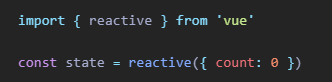 import { reactive } from 'vue'
const state = reactive({ count: 0 })